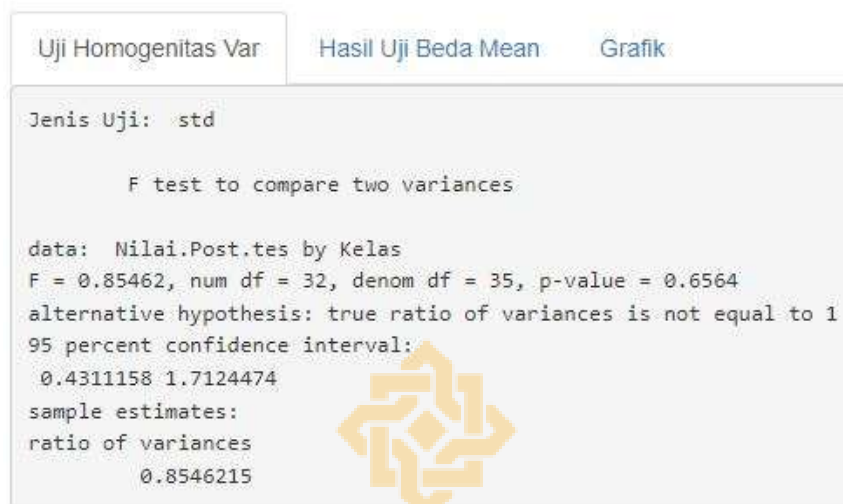 Uji Homogenitas Var Hasil Uji Beda Mean Grafik
Jenis Uji: std
F test to compare two variances
data: Nilai.Post.tes by Kelas
F = 0.85462, num df = 32, denom df = 35, p-value = 0.6564
alternative hypothesis: true ratio of variances is not equal to 1
95 percent confidence interval:
0.4311158 1.7124474
sample estimates:
ratio of variances
0.8546215